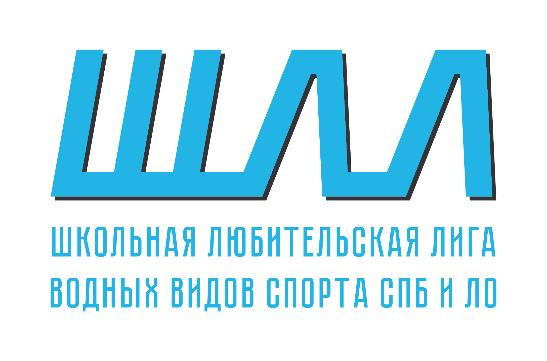 ШЛЛ
ШКОЛЬНАЯ ЛЮБИТЕЛЬСКАЯ ЛИГА
ВОДНЫХ ВИДОВ СПОРТА СПБ И ЛО